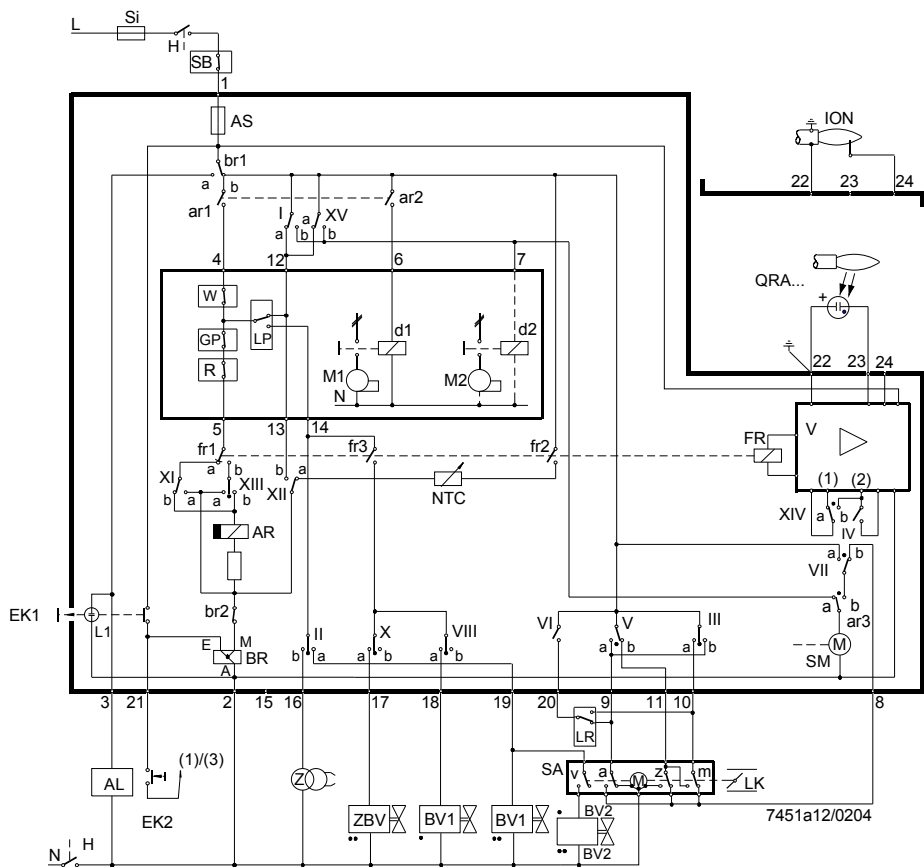 L Si
H
SB
1
AS
br1
a b
ar1 ar2
I XV
a b a b
4 12 6 7
W
GP LP
R
d1 d2
M1 M2
N
5 13 14
fr1 fr3 fr2
a b b a
XI XIII XII
b a a b
NTC
AR
EK1
L1
br2
E M
BR
A
II X VIII
b a a b a b
VI V III
a b a b
ION
22 23 24
QRA...
+
22 23 24
FR V
(1) (2)
XIV a b IV
a b
VII
a b
ar3
M
SM
3 21 2 15 16 17 18 19 20 9 11 10 8
LR
(1)/(3)
AL
EK2
Z
SA v a M z m
LK
ZBV BV1 BV1 BV2
BV2
7451a12/0204
N H